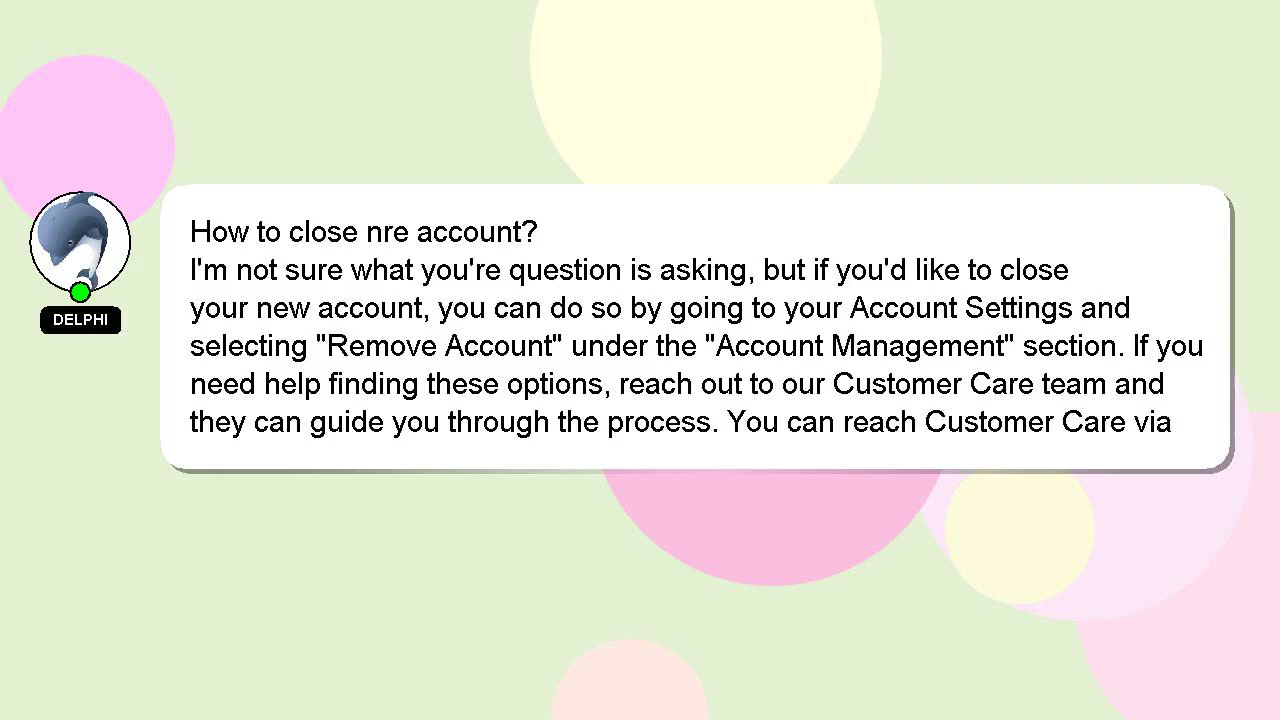 How to close nre account?
I'm not sure what you're question is asking, but if you'd like to close
your new account, you can do so by going to your Account Settings and
selecting "Remove Account" under the "Account Management" section. If you
need help finding these options, reach out to our Customer Care team and
they can guide you through the process. You can reach Customer Care via
DELPHI